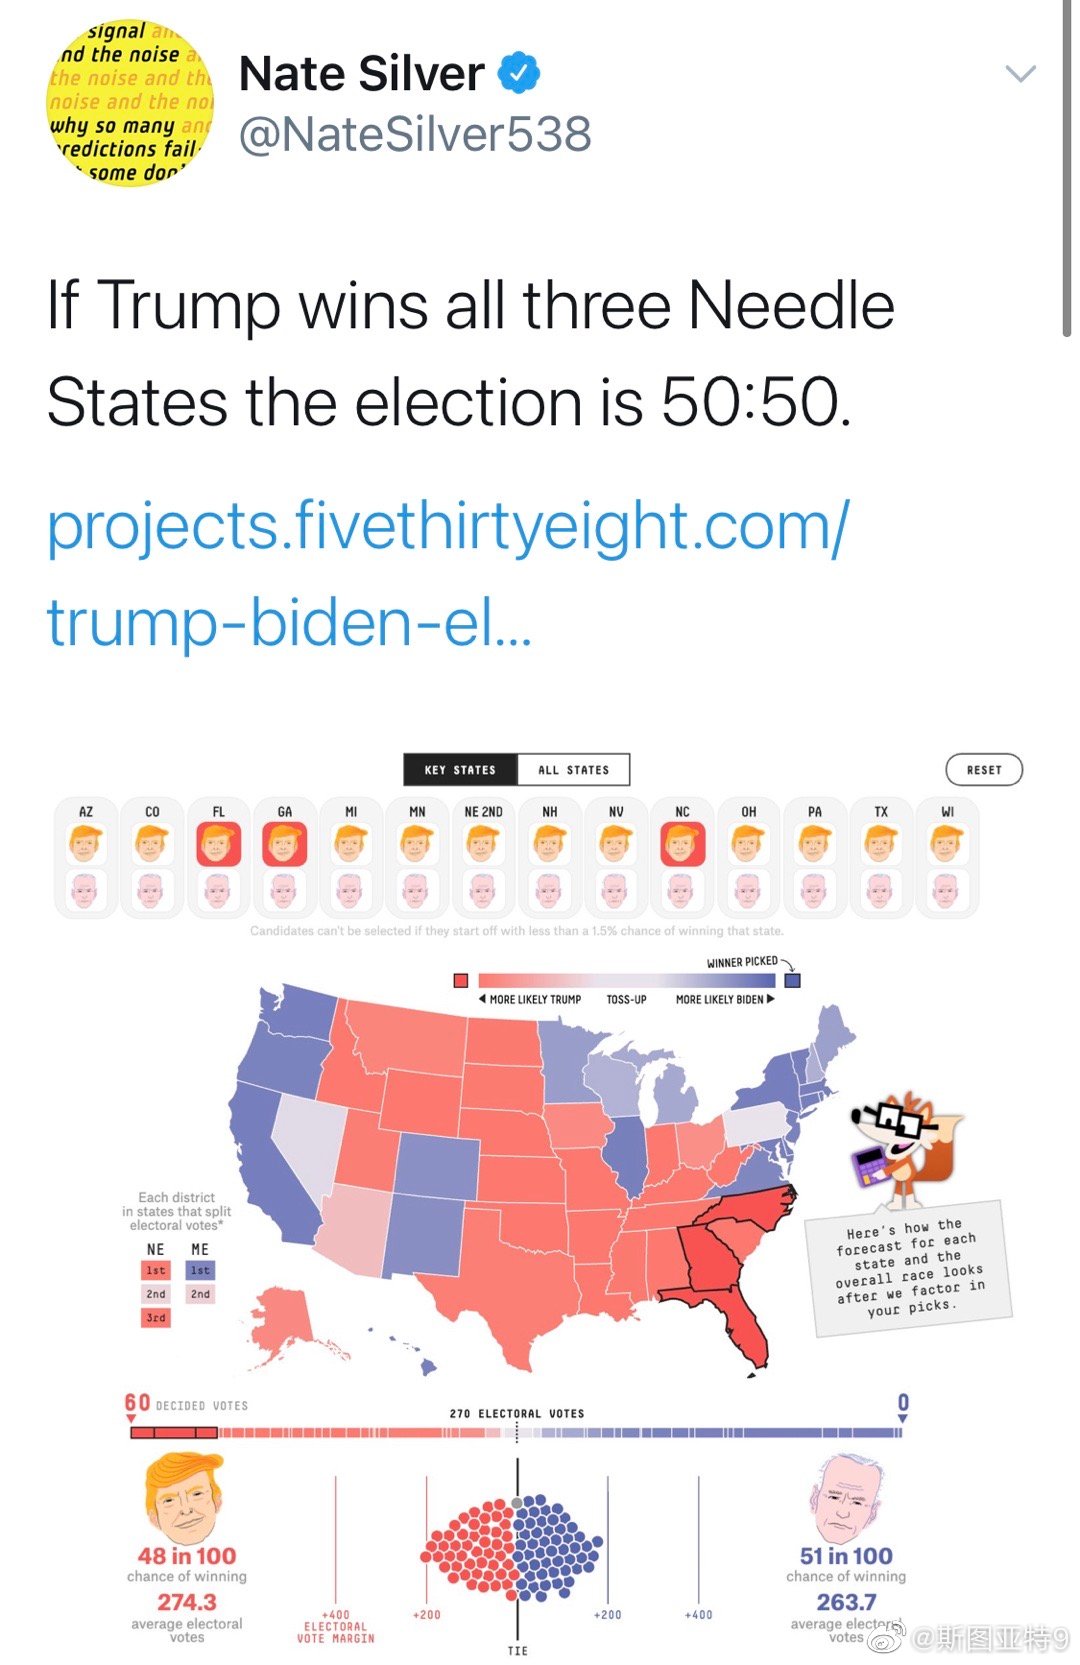 signal an
nd the noise a
the noise and the
noise and the noi
why so many and
redictions fail-
some don't
Nate Silver
@NateSilver538
If Trump wins all three Needle
States the election is 50:50.
projects.fivethirtyeight.com/
trump-biden-el...
KEY STATES ALL STATES RESET
AZ CO FL GA MI MN NE 2ND NH NV NC OH PA TX WI
Candidates can't be selected if they start off with less than a 1.5% chance of winning that state.
WINNER PICKED
MORE LIKELY TRUMP TOSS-UP MORE LIKELY BIDEN
Each district
in states that split
electoral votes*
NE ME
1st 1st
2nd 2nd
3rd
Here's how the
forecast for each
state and the
overall race looks
after we factor in
your picks.
60 DECIDED VOTES 0
270 ELECTORAL VOTES
48 in 100
chance of winning
274.3
average electoral
votes
51 in 100
chance of winning
263.7
average electoral
votes
+400
ELECTORAL
VOTE MARGIN
+200
TIE
+200
+400
@斯图亚特9